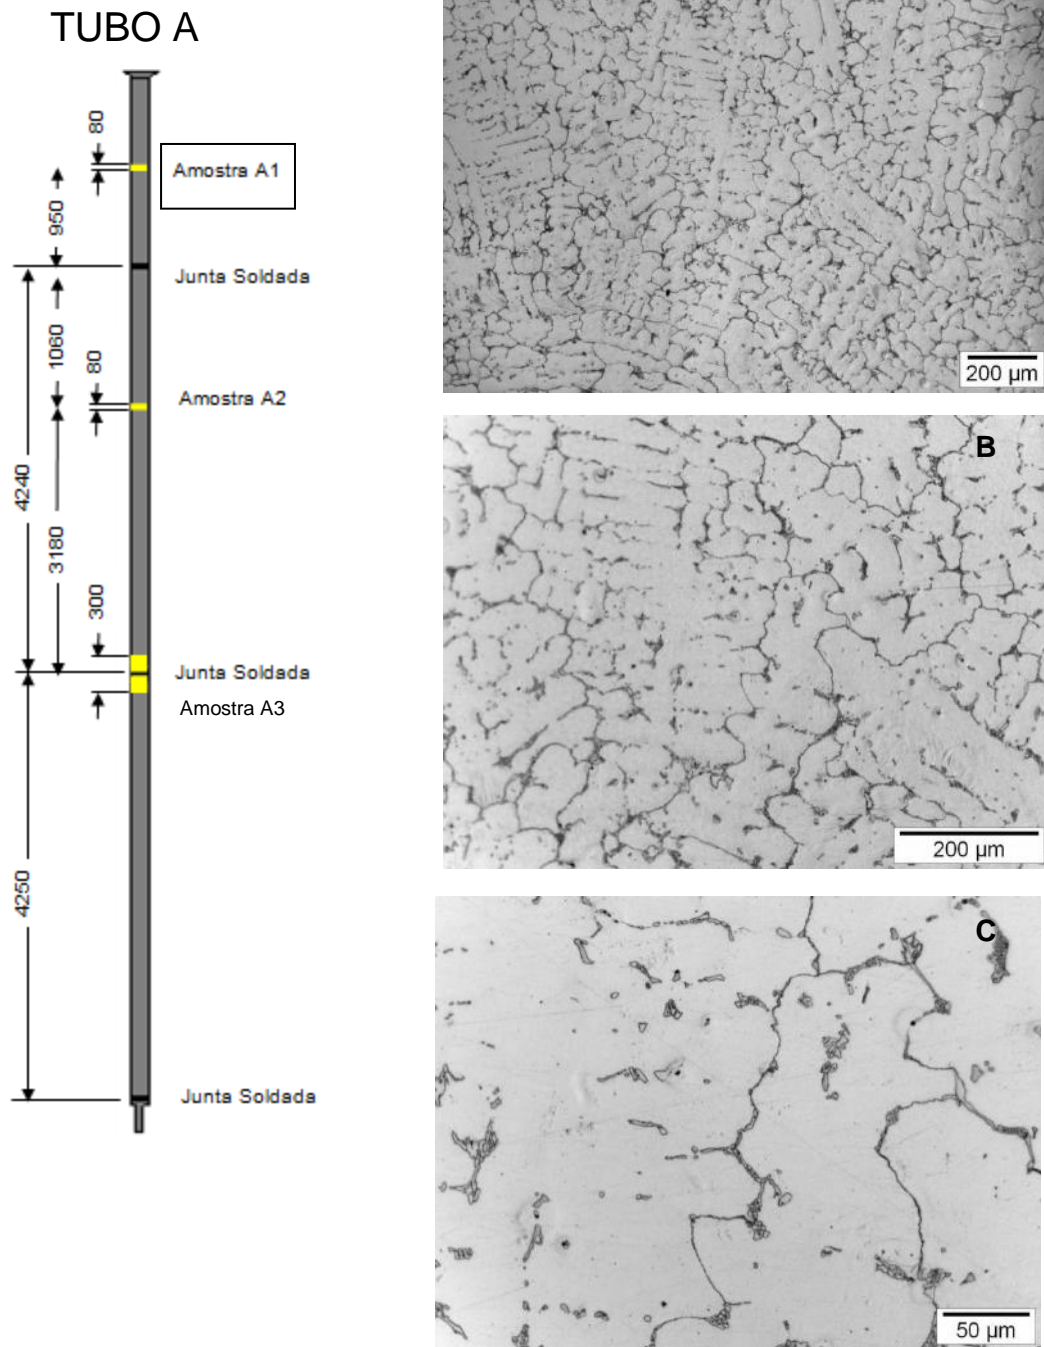 TUBO A
80
Amostra A1
950
Junta Soldada
1060
80
Amostra A2
4240
3180
300
Junta Soldada
Amostra A3
4250
Junta Soldada
200 µm
B
200 µm
C
50 µm